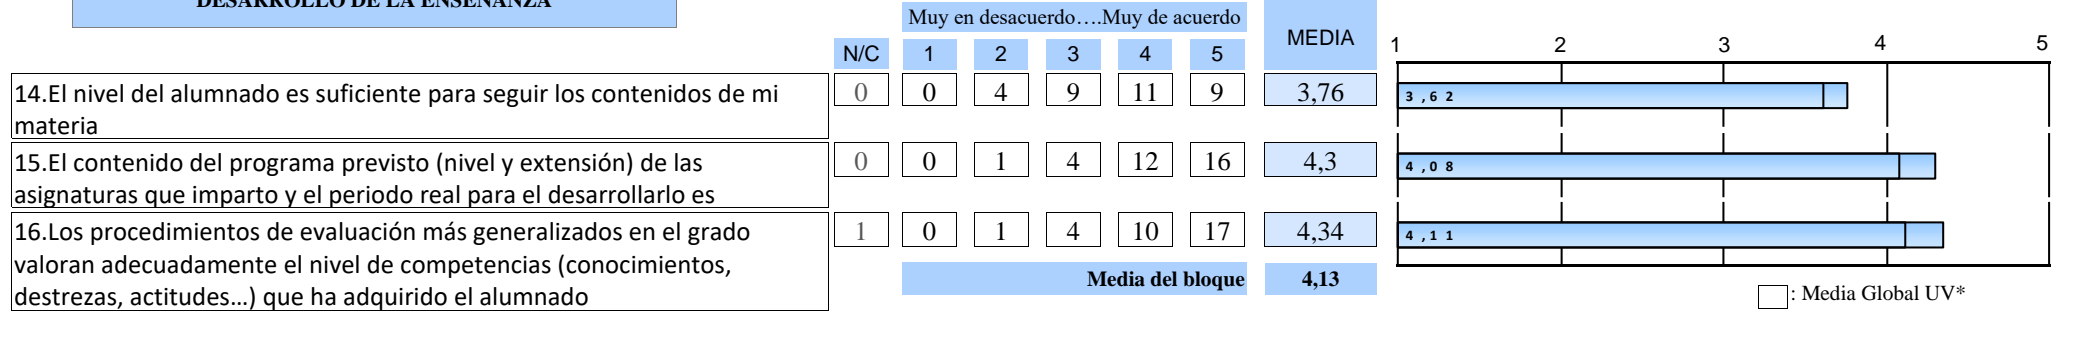 DESARROLLO DE LA ENSEÑANZA
Muy en desacuerdo….Muy de acuerdo
MEDIA
N/C 1 2 3 4 5
1 2 3 4 5
14.El nivel del alumnado es suficiente para seguir los contenidos de mi
materia
0 0 4 9 11 9 3,76
3,62
15.El contenido del programa previsto (nivel y extensión) de las
asignaturas que imparto y el periodo real para el desarrollarlo es
0 0 1 4 12 16 4,3
4,08
16.Los procedimientos de evaluación más generalizados en el grado
valoran adecuadamente el nivel de competencias (conocimientos,
destrezas, actitudes…) que ha adquirido el alumnado
1 0 1 4 10 17 4,34
4,11
Media del bloque 4,13
: Media Global UV*